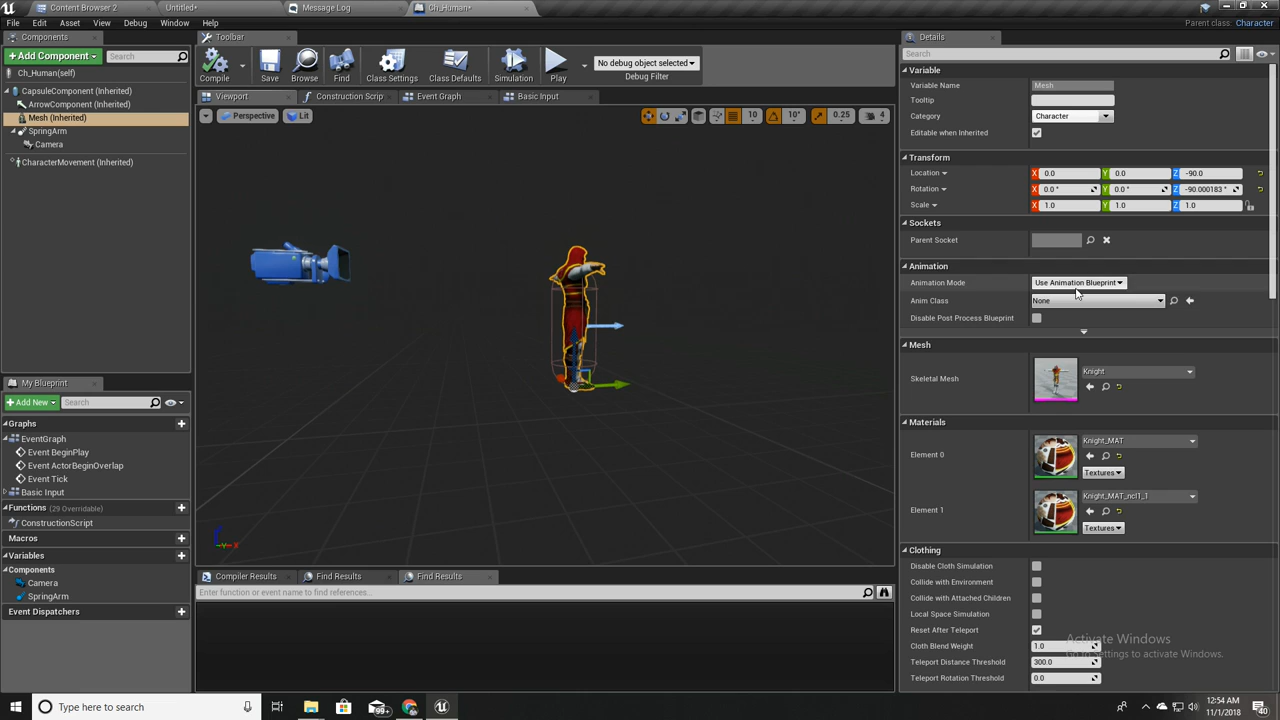 Content Browser 2
Untitled*
Message Log
Ch_Human*
File Edit Asset View Debug Window Help
Parent class: Character
Components
Toolbar
Details
+ Add Component
Search
Search
Ch_Human(self)
CapsuleComponent (Inherited)
ArrowComponent (Inherited)
Mesh (Inherited)
SpringArm
Camera
CharacterMovement (Inherited)
Compile
Save
Browse
Find
Class Settings
Class Defaults
Simulation
Play
No debug object selected
Debug Filter
Viewport
Construction Scrip
Event Graph
Basic Input
Perspective
Lit
10
10°
0.25
4
Variable
Variable Name Mesh
Tooltip
Category Character
Editable when Inherited
Transform
Location X 0.0 Y 0.0 Z -90.0
Rotation X 0.0 ° Y 0.0 ° Z -90.000183 °
Scale X 1.0 Y 1.0 Z 1.0
Sockets
Parent Socket
Animation
Animation Mode Use Animation Blueprint
Anim Class None
Disable Post Process Blueprint
Mesh
Skeletal Mesh Knight
Materials
Element 0 Knight_MAT
Textures
Element 1 Knight_MAT_ncl1_1
Textures
Clothing
Disable Cloth Simulation
Collide with Environment
Collide with Attached Children
Local Space Simulation
Reset After Teleport
Cloth Blend Weight 1.0
Teleport Distance Threshold 300.0
Teleport Rotation Threshold 0.0
My Blueprint
+ Add New
Search
Graphs
EventGraph
Event BeginPlay
Event ActorBeginOverlap
Event Tick
Basic Input
Functions (29 Overridable)
ConstructionScript
Macros
Variables
Components
Camera
SpringArm
Event Dispatchers
Compiler Results
Find Results
Find Results
Enter function or event name to find references...
Activate Windows
Go to Settings to activate Windows.
Type here to search
99+
12:54 AM
11/1/2018
40